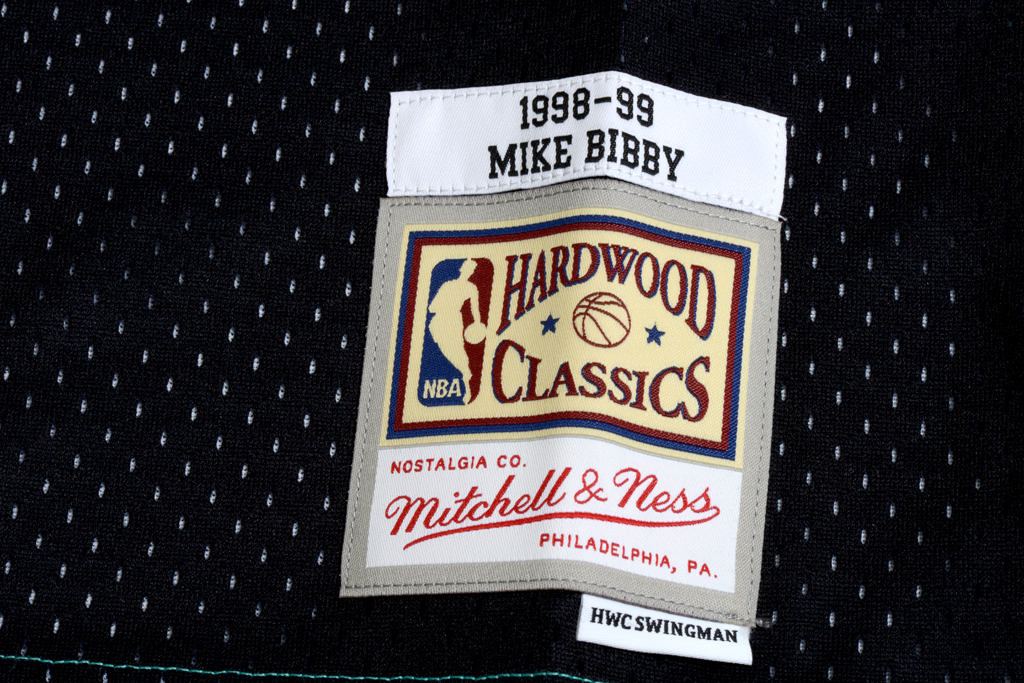 1998-99
MIKE BIBBY
HARDWOOD
CLASSICS
NBA
NOSTALGIA CO.
Mitchell & Ness
PHILADELPHIA, PA.
HWC SWINGMAN